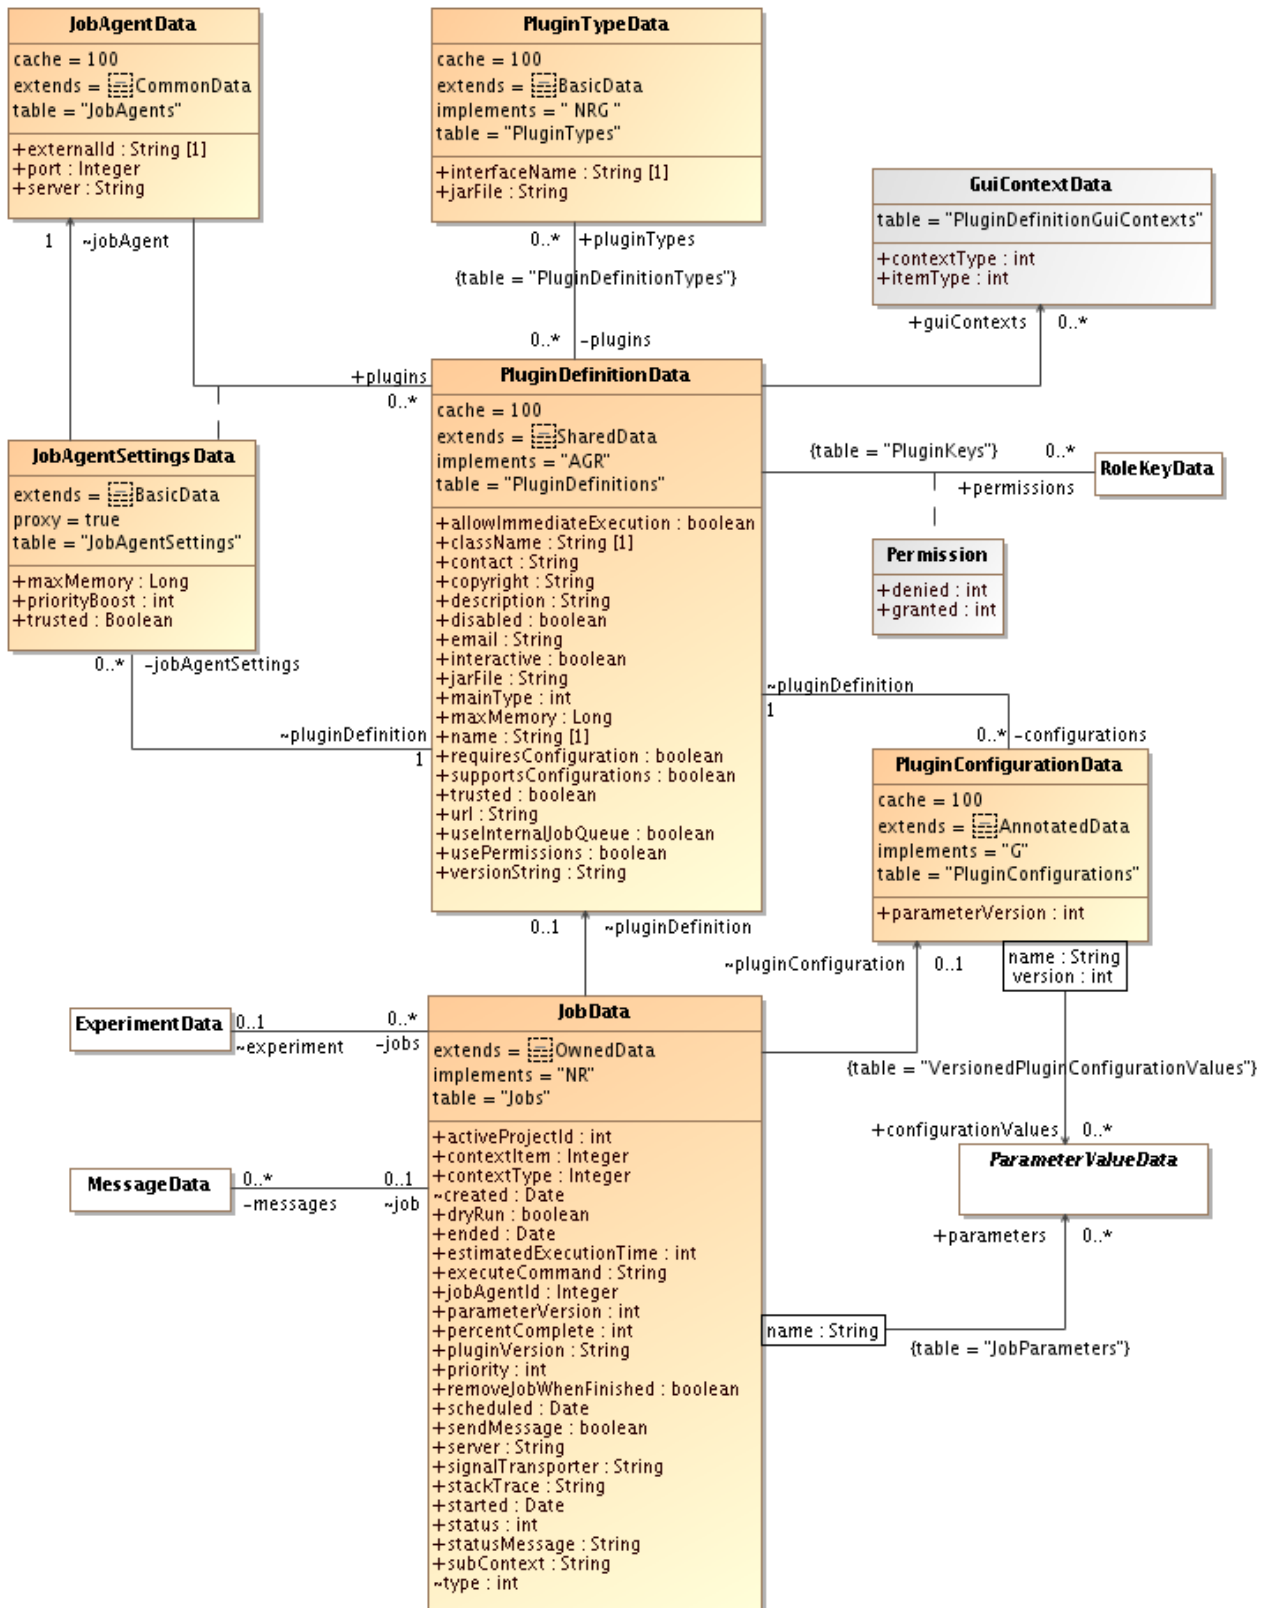 JobAgentData
cache = 100
extends = CommonData
table = "JobAgents"
+externalId : String [1]
+port : Integer
+server : String
PluginTypeData
cache = 100
extends = BasicData
implements = " NRG "
table = "PluginTypes"
+interfaceName : String [1]
+jarFile : String
GuiContextData
table = "PluginDefinitionGuiContexts"
+contextType : int
+itemType : int
1 ~jobAgent
0..* +pluginTypes
{table = "PluginDefinitionTypes"}
0..* -plugins
+guiContexts 0..*
+plugins
0..*
PluginDefinitionData
cache = 100
extends = SharedData
implements = "AGR"
table = "PluginDefinitions"
+allowImmediateExecution : boolean
+className : String [1]
+contact : String
+copyright : String
+description : String
+disabled : boolean
+email : String
+interactive : boolean
+jarFile : String
+mainType : int
+maxMemory : Long
+name : String [1]
+requiresConfiguration : boolean
+supportsConfigurations : boolean
+trusted : boolean
+url : String
+useInternalJobQueue : boolean
+usePermissions : boolean
+versionString : String
JobAgentSettingsData
extends = BasicData
proxy = true
table = "JobAgentSettings"
+maxMemory : Long
+priorityBoost : int
+trusted : Boolean
0..* -jobAgentSettings
~pluginDefinition
1
{table = "PluginKeys"} 0..*
+permissions
RoleKeyData
Permission
+denied : int
+granted : int
~pluginDefinition
1
0..* -configurations
PluginConfigurationData
cache = 100
extends = AnnotatedData
implements = "G"
table = "PluginConfigurations"
+parameterVersion : int
name : String
version : int
0..1 ~pluginDefinition
~pluginConfiguration 0..1
{table = "VersionedPluginConfigurationValues"}
+configurationValues 0..*
ParameterValueData
+parameters 0..*
name : String
{table = "JobParameters"}
ExperimentData
0..1 0..*
~experiment -jobs
MessageData
0..* 0..1
-messages ~job
JobData
extends = OwnedData
implements = "NR"
table = "Jobs"
+activeProjectId : int
+contextItem : Integer
+contextType : Integer
~created : Date
+dryRun : boolean
+ended : Date
+estimatedExecutionTime : int
+executeCommand : String
+jobAgentId : Integer
+parameterVersion : int
+percentComplete : int
+pluginVersion : String
+priority : int
+removeJobWhenFinished : boolean
+scheduled : Date
+sendMessage : boolean
+server : String
+signalTransporter : String
+stackTrace : String
+started : Date
+status : int
+statusMessage : String
+subContext : String
~type : int